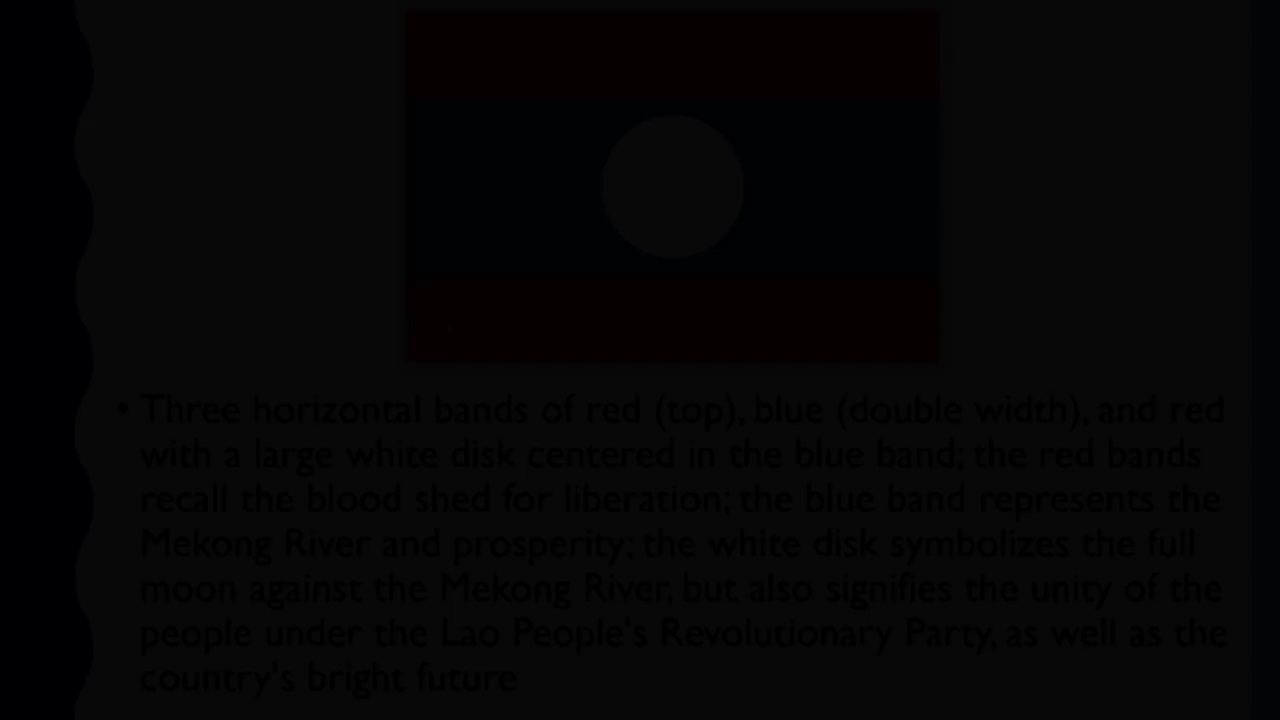 • Three horizontal bands of red (top), blue (double width), and red
with a large white disk centered in the blue band; the red bands
recall the blood shed for liberation; the blue band represents the
Mekong River and prosperity; the white disk symbolizes the full
moon against the Mekong River, but also signifies the unity of the
people under the Lao People's Revolutionary Party, as well as the
country's bright future